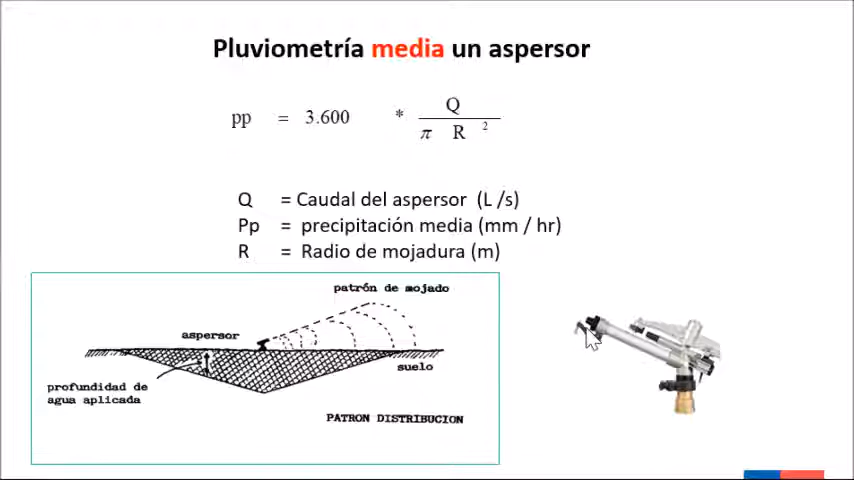 Pluviometría media un aspersor
pp = 3.600 * Q / π R 2
Q = Caudal del aspersor (L /s)
Pp = precipitación media (mm / hr)
R = Radio de mojadura (m)
patrón de mojado
aspersor
suelo
profundidad de
agua aplicada
PATRON DISTRIBUCION